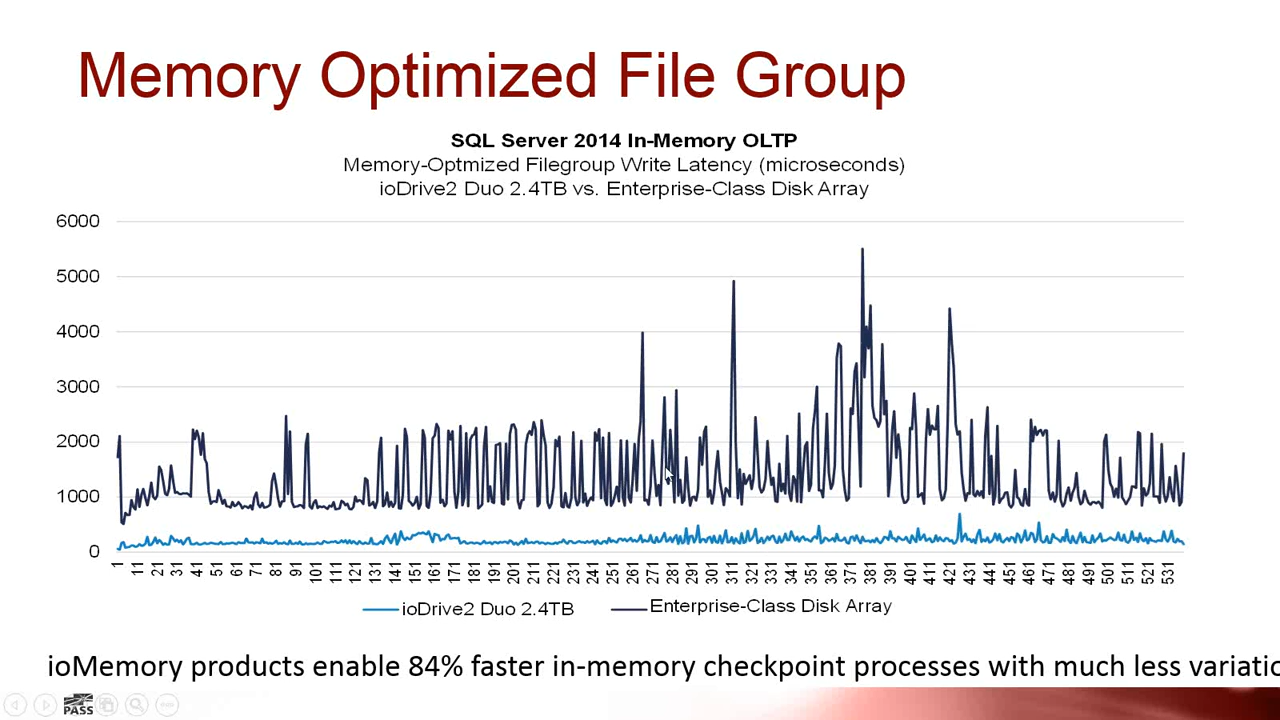 Memory Optimized File Group
SQL Server 2014 In-Memory OLTP
Memory-Optmized Filegroup Write Latency (microseconds)
ioDrive2 Duo 2.4TB vs. Enterprise-Class Disk Array
6000
5000
4000
3000
2000
1000
0
1 11 21 31 41 51 61 71 81 91 101 111 121 131 141 151 161 171 181 191 201 211 221 231 241 251 261 271 281 291 301 311 321 331 341 351 361 371 381 391 401 411 421 431 441 451 461 471 481 491 501 511 521 531
ioDrive2 Duo 2.4TB Enterprise-Class Disk Array
ioMemory products enable 84% faster in-memory checkpoint processes with much less variatio
PASS